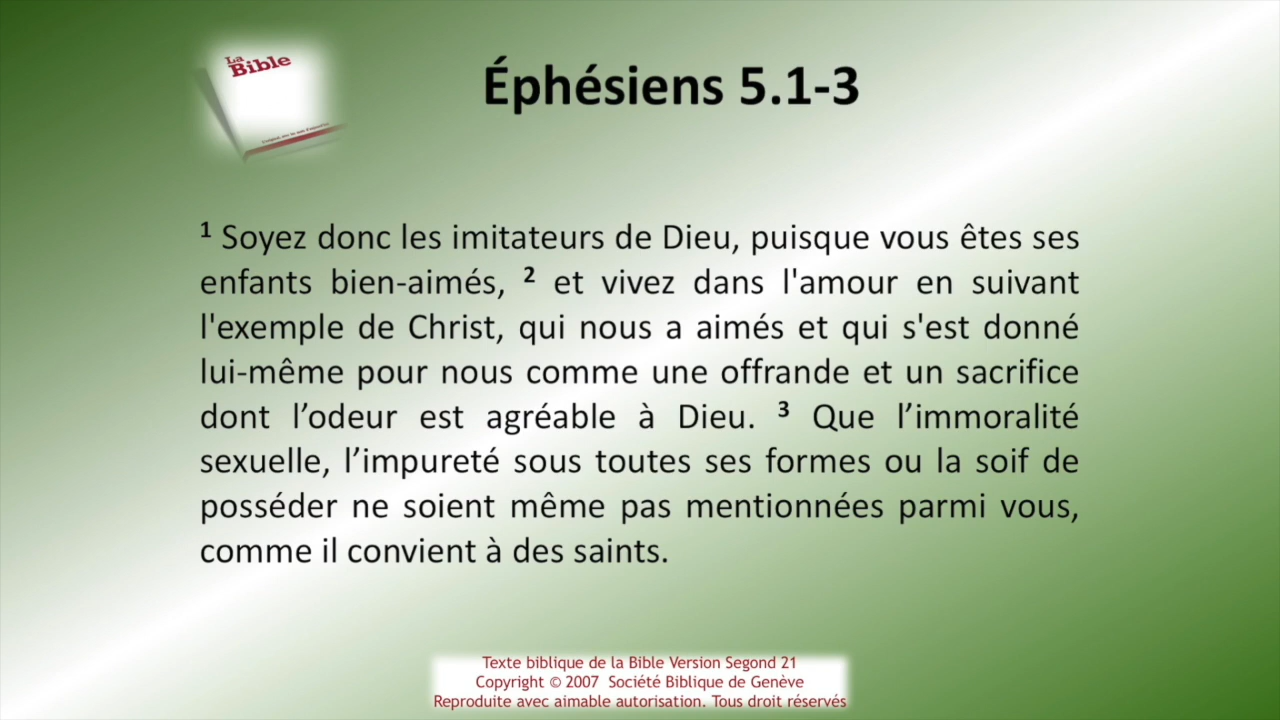 La
Bible
Éphésiens 5.1-3
1 Soyez donc les imitateurs de Dieu, puisque vous êtes ses
enfants bien-aimés, 2 et vivez dans l'amour en suivant
l'exemple de Christ, qui nous a aimés et qui s'est donné
lui-même pour nous comme une offrande et un sacrifice
dont l’odeur est agréable à Dieu. 3 Que l’immoralité
sexuelle, l’impureté sous toutes ses formes ou la soif de
posséder ne soient même pas mentionnées parmi vous,
comme il convient à des saints.
Texte biblique de la Bible Version Segond 21
Copyright © 2007 Société Biblique de Genève
Reproduite avec aimable autorisation. Tous droit réservés